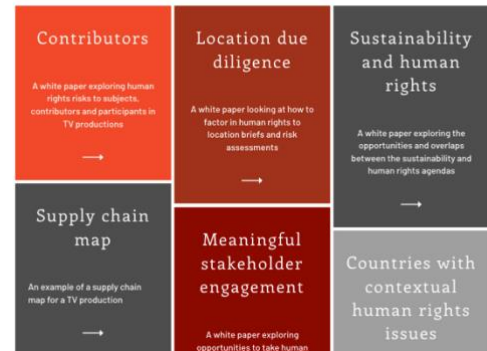 Contributors
A white paper exploring human
rights risks to subjects,
contributors and participants in
TV productions
Location due
diligence
A white paper looking at how to
factor in human rights to
location briefs and risk
assessments
Sustainability
and human
rights
A white paper exploring the
opportunities and overlaps
between the sustainability and
human rights agendas
Supply chain
map
An example of a supply chain
map for a TV production
Meaningful
stakeholder
engagement
A white paper exploring
opportunities to take human
Countries with
contextual
human rights
issues